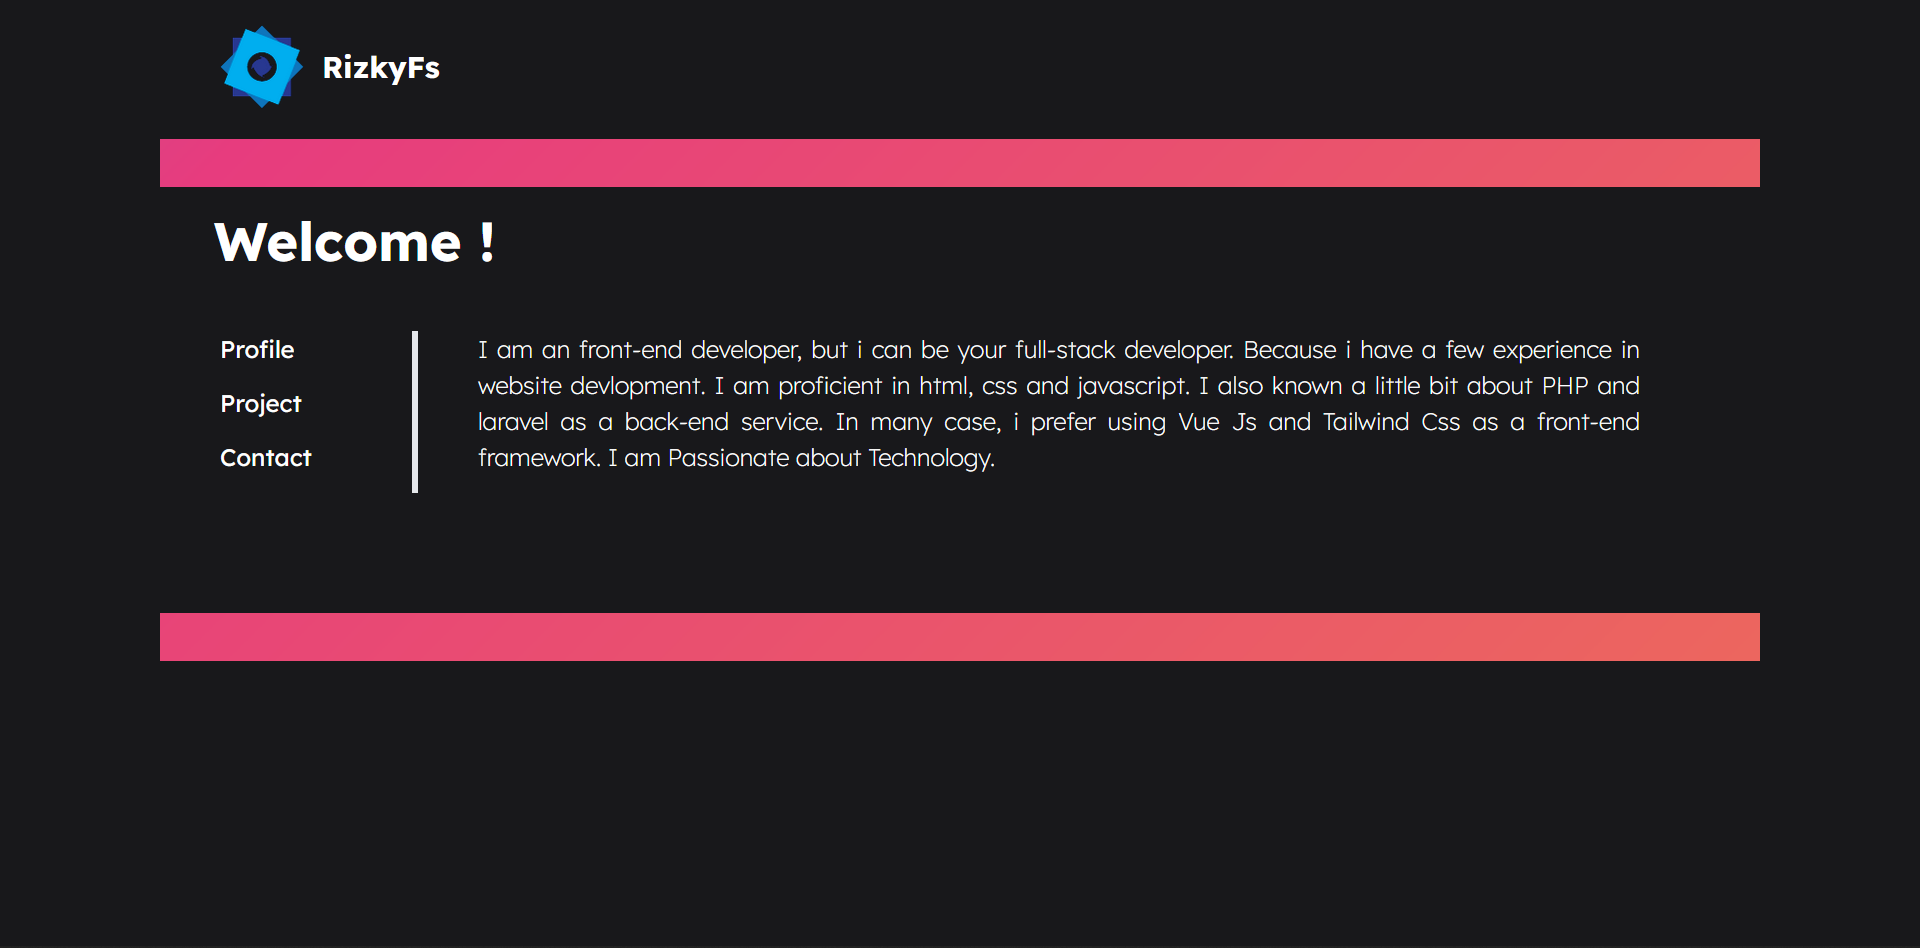 RizkyFs
Welcome !
Profile
Project
Contact
I am an front-end developer, but i can be your full-stack developer. Because i have a few experience in
website devlopment. I am proficient in html, css and javascript. I also known a little bit about PHP and
laravel as a back-end service. In many case, i prefer using Vue Js and Tailwind Css as a front-end
framework. I am Passionate about Technology.